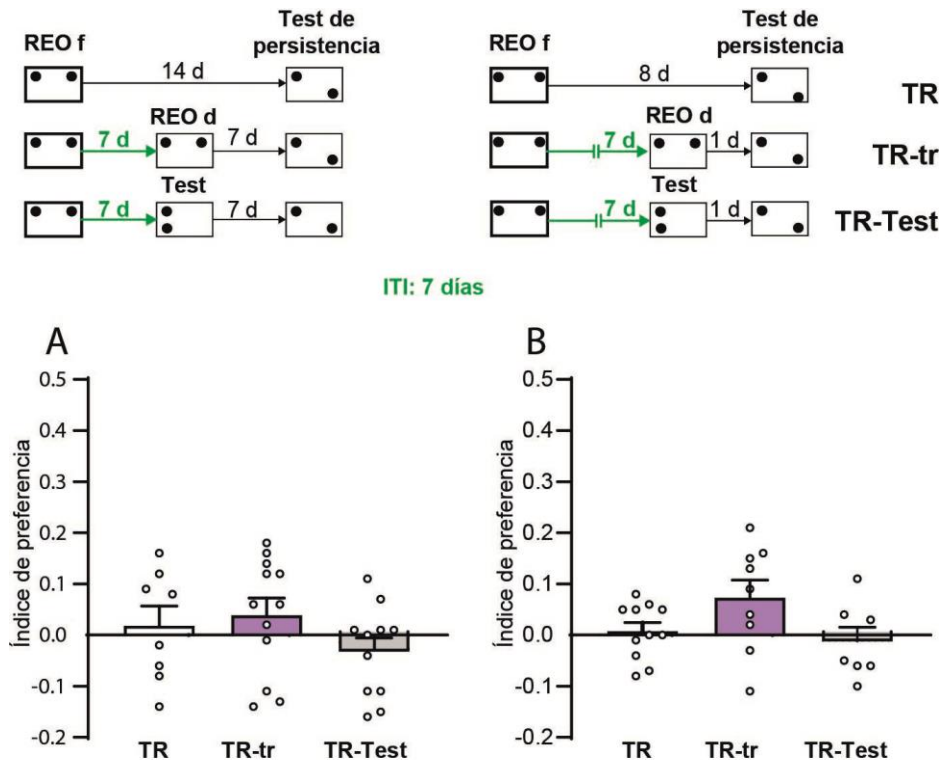 REO f
Test de
persistencia
14 d
REO d
7 d
7 d
Test
7 d
7 d
REO f
Test de
persistencia
8 d
TR
REO d
7 d
1 d
TR-tr
Test
7 d
1 d
TR-Test
ITI: 7 días
A
Índice de preferencia
0.5
0.4
0.3
0.2
0.1
0.0
-0.1
-0.2
TR
TR-tr
TR-Test
B
Índice de preferencia
0.5
0.4
0.3
0.2
0.1
0.0
-0.1
-0.2
TR
TR-tr
TR-Test